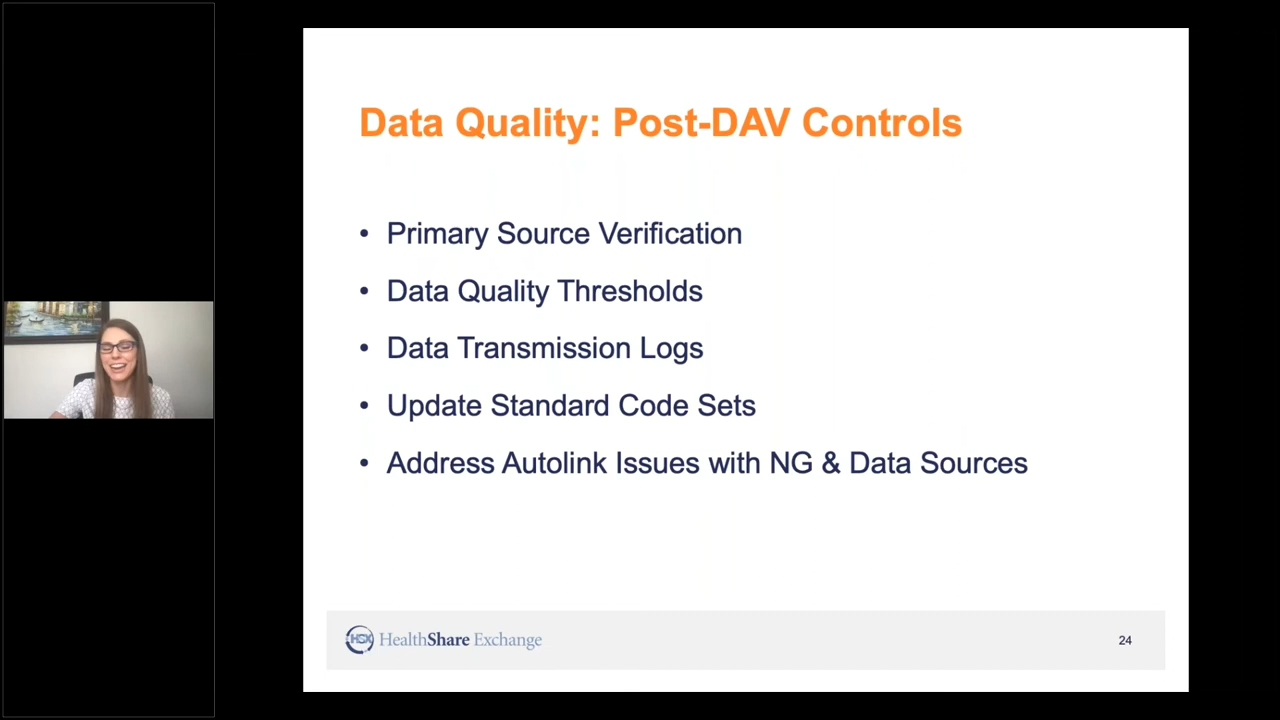 Data Quality: Post-DAV Controls
• Primary Source Verification
• Data Quality Thresholds
• Data Transmission Logs
• Update Standard Code Sets
• Address Autolink Issues with NG & Data Sources
HSX HealthShare Exchange
24